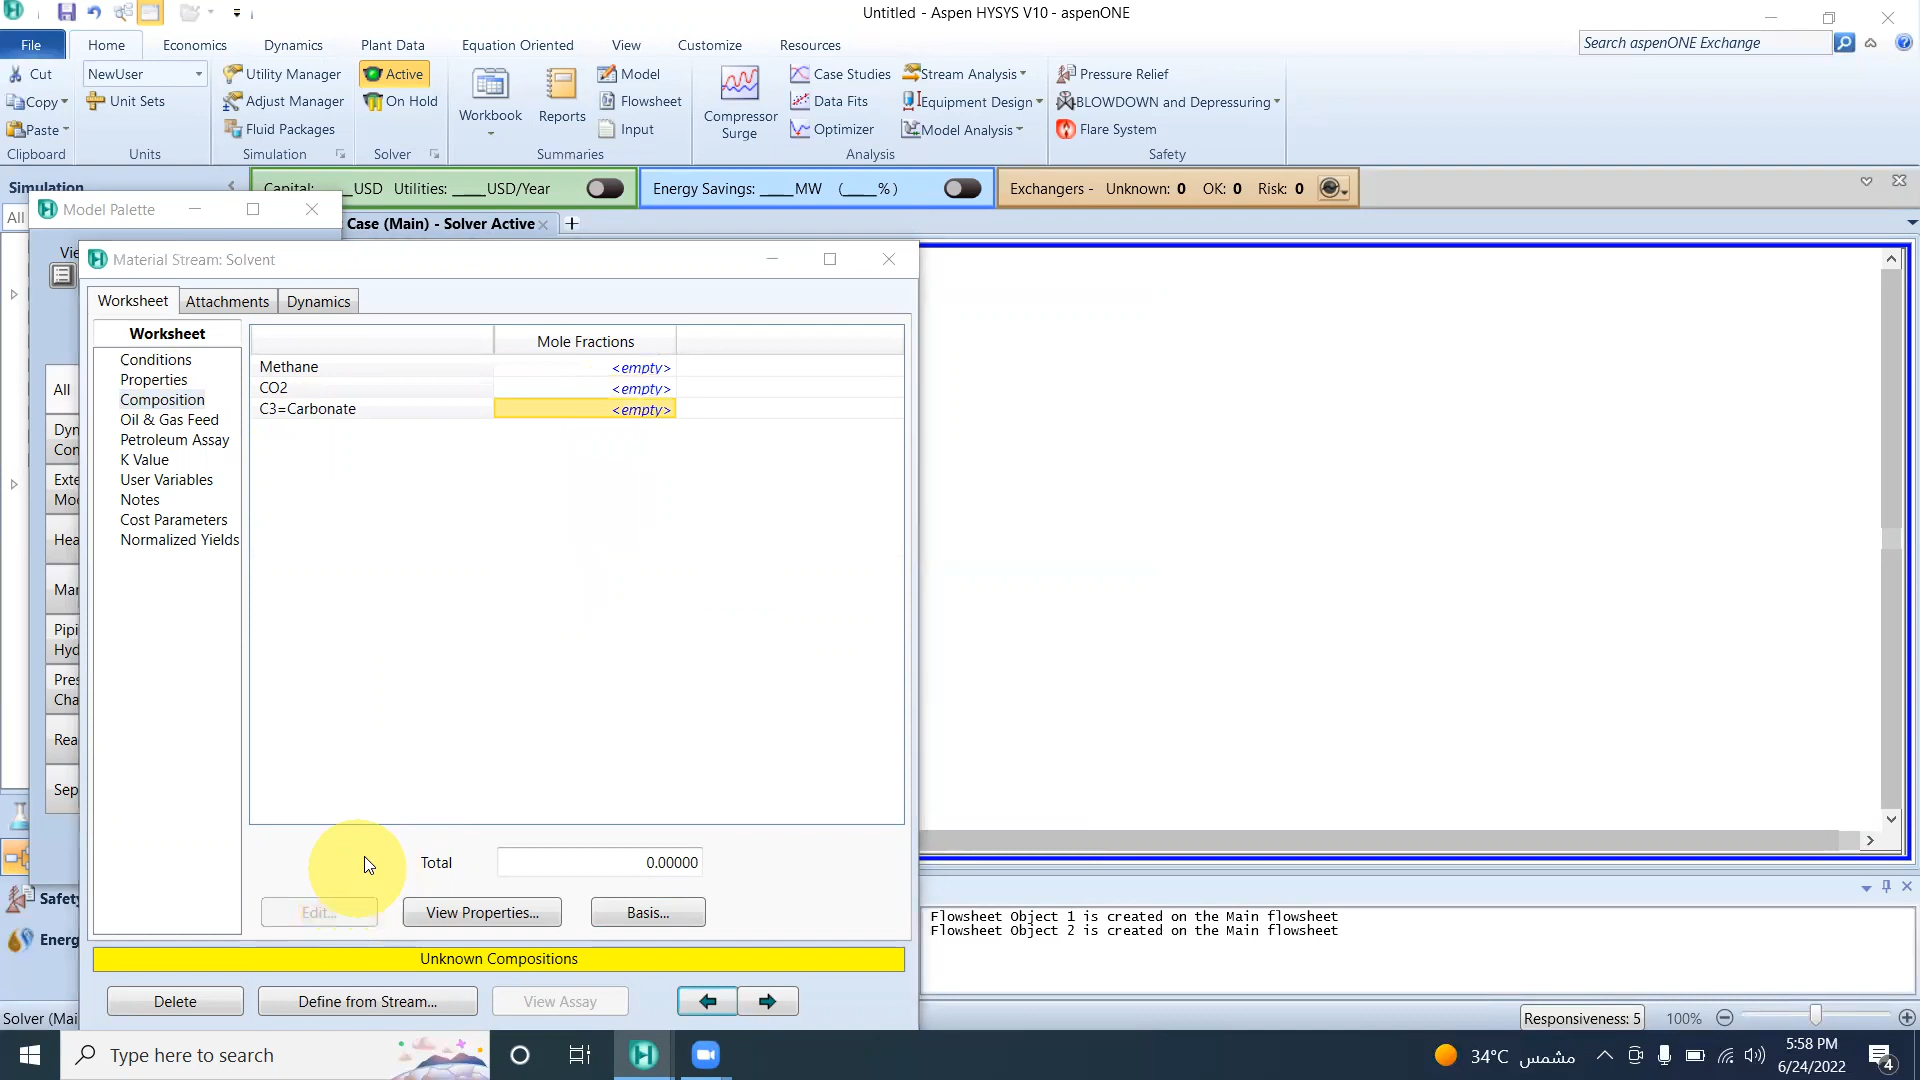 Untitled - Aspen HYSYS V10 - aspenONE
File Home Economics Dynamics Plant Data Equation Oriented View Customize Resources
Search aspenONE Exchange
Cut
Copy
Paste
Clipboard
NewUser
Unit Sets
Units
Utility Manager
Adjust Manager
Fluid Packages
Simulation
Active
On Hold
Solver
Workbook
Reports
Model
Flowsheet
Input
Summaries
Compressor
Surge
Case Studies
Data Fits
Optimizer
Stream Analysis
Equipment Design
Model Analysis
Analysis
Pressure Relief
BLOWDOWN and Depressuring
Flare System
Safety
Simulation
Capital: ____USD Utilities: _____USD/Year
Energy Savings: ____MW (____%)
Exchangers - Unknown: 0 OK: 0 Risk: 0
All
Model Palette
Case (Main) - Solver Active
Material Stream: Solvent
Worksheet Attachments Dynamics
Worksheet
Conditions
Properties
Composition
Oil & Gas Feed
Petroleum Assay
K Value
User Variables
Notes
Cost Parameters
Normalized Yields
Mole Fractions
Methane <empty>
CO2 <empty>
C3=Carbonate <empty>
Total 0.00000
Edit... View Properties... Basis...
Unknown Compositions
Delete Define from Stream... View Assay
All
Flowsheet Object 1 is created on the Main flowsheet
Flowsheet Object 2 is created on the Main flowsheet
Responsiveness: 5 100%
Type here to search
34°C مشمس
5:58 PM
6/24/2022
4